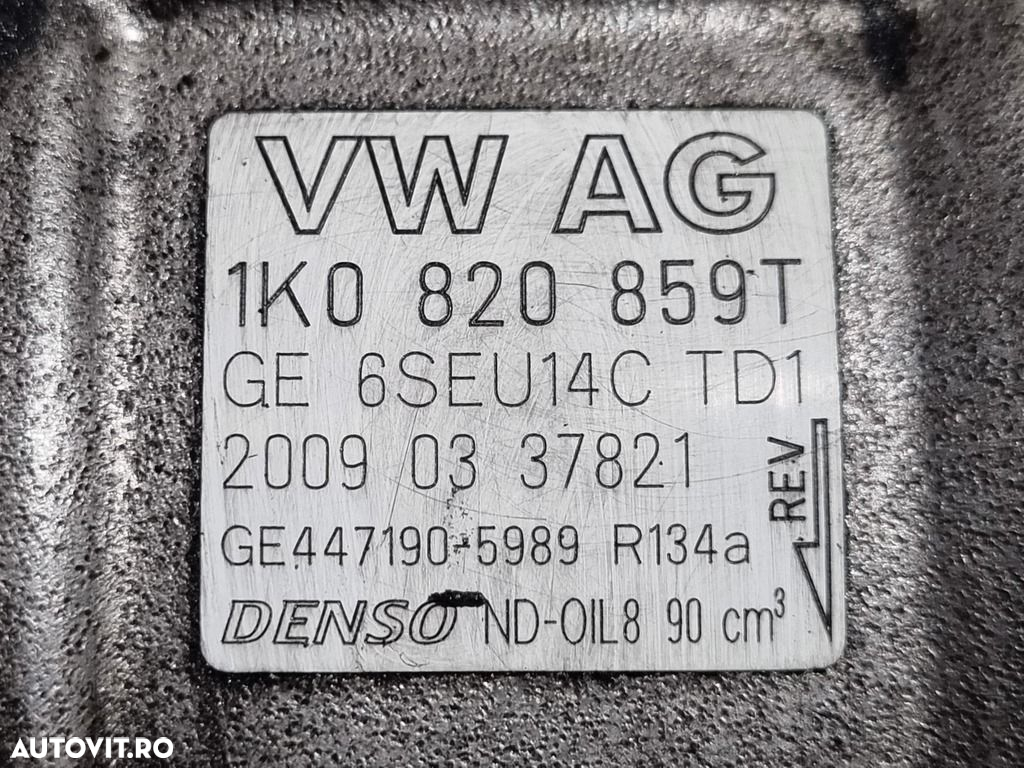 VW AG
1K0 820 859T
GE 6SEU14C TD1
2009 03 37821
REV
GE447190-5989 R134a
DENSO ND-OIL8 90 cm³
AUTOVIT.RO